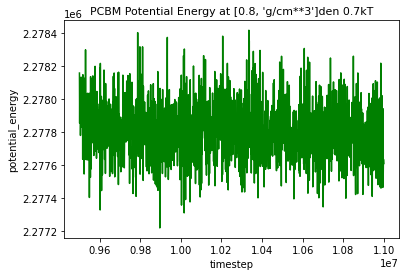 PCBM Potential Energy at [0.8, 'g/cm**3']den 0.7kT
1e6
2.2784
2.2782
2.2780
2.2778
2.2776
2.2774
2.2772
potential_energy
0.96 0.98 1.00 1.02 1.04 1.06 1.08 1.10
1e7
timestep